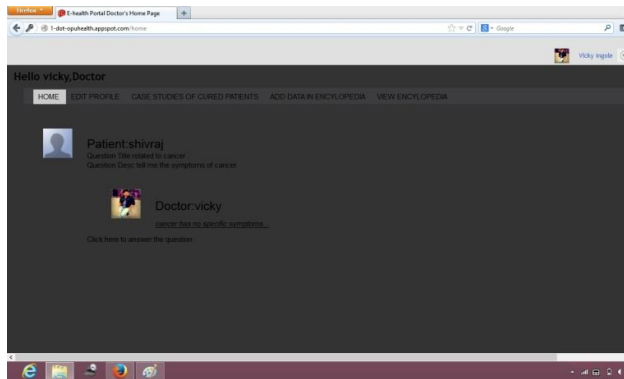 Firefox
E-health Portal Doctor's Home Page
1-dot-opuhealth.appspot.com/home
Google
Vicky Ingole
Hello vicky,Doctor
HOME EDIT PROFILE CASE STUDIES OF CURED PATIENTS ADD DATA IN ENCYLOPEDIA VIEW ENCYLOPEDIA
Patient:shivraj
Question Title:related to cancer
Question Desc:tell me the symptoms of cancer
Doctor:vicky
cancer has no specific symptoms...
Click here to answer the question